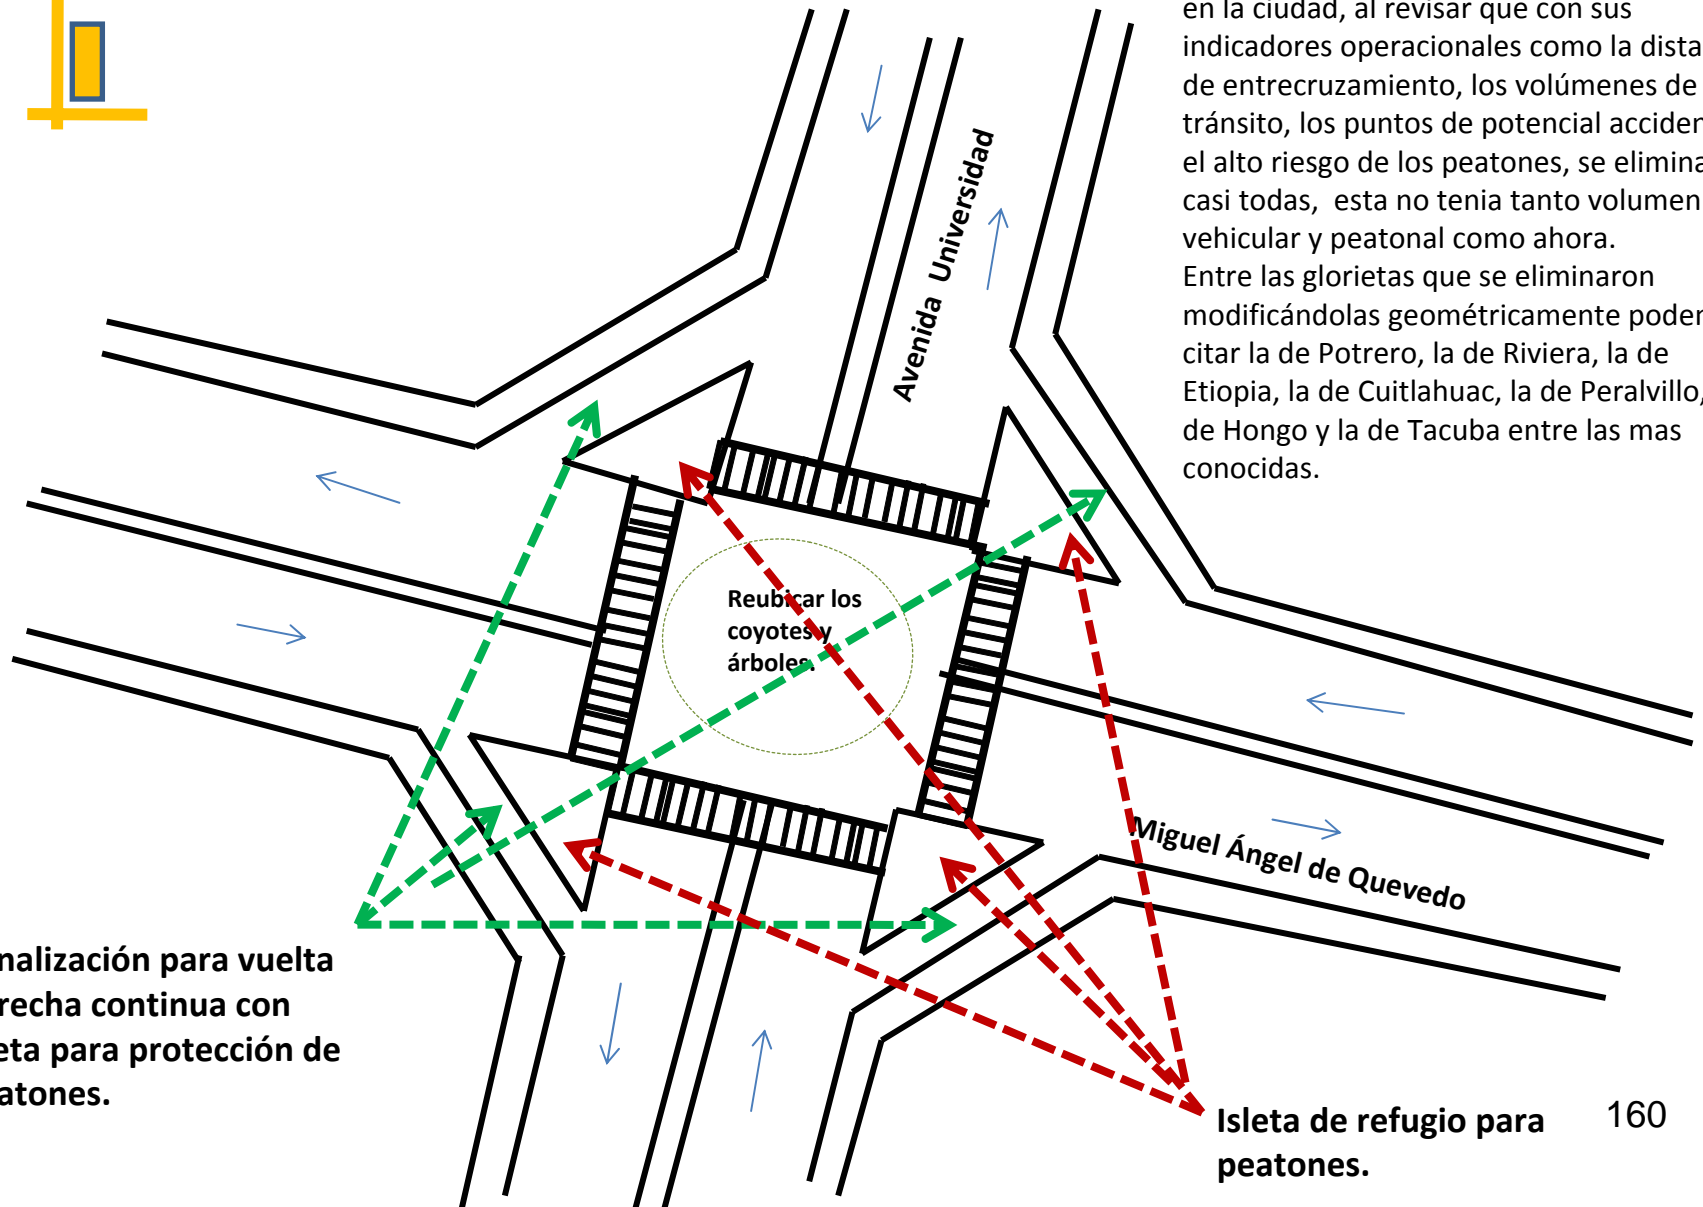 en la ciudad, al revisar que con sus
indicadores operacionales como la dista
de entrecruzamiento, los volúmenes de
tránsito, los puntos de potencial acciden
el alto riesgo de los peatones, se elimina
casi todas, esta no tenia tanto volumen
vehicular y peatonal como ahora.
Entre las glorietas que se eliminaron
modificándolas geométricamente poder
citar la de Potrero, la de Riviera, la de
Etiopia, la de Cuitlahuac, la de Peralvillo,
de Hongo y la de Tacuba entre las mas
conocidas.
Avenida Universidad
Reubicar los
coyotes y
árboles.
Miguel Ángel de Quevedo
nalización para vuelta
recha continua con
eta para protección de
atones.
Isleta de refugio para
peatones.
160